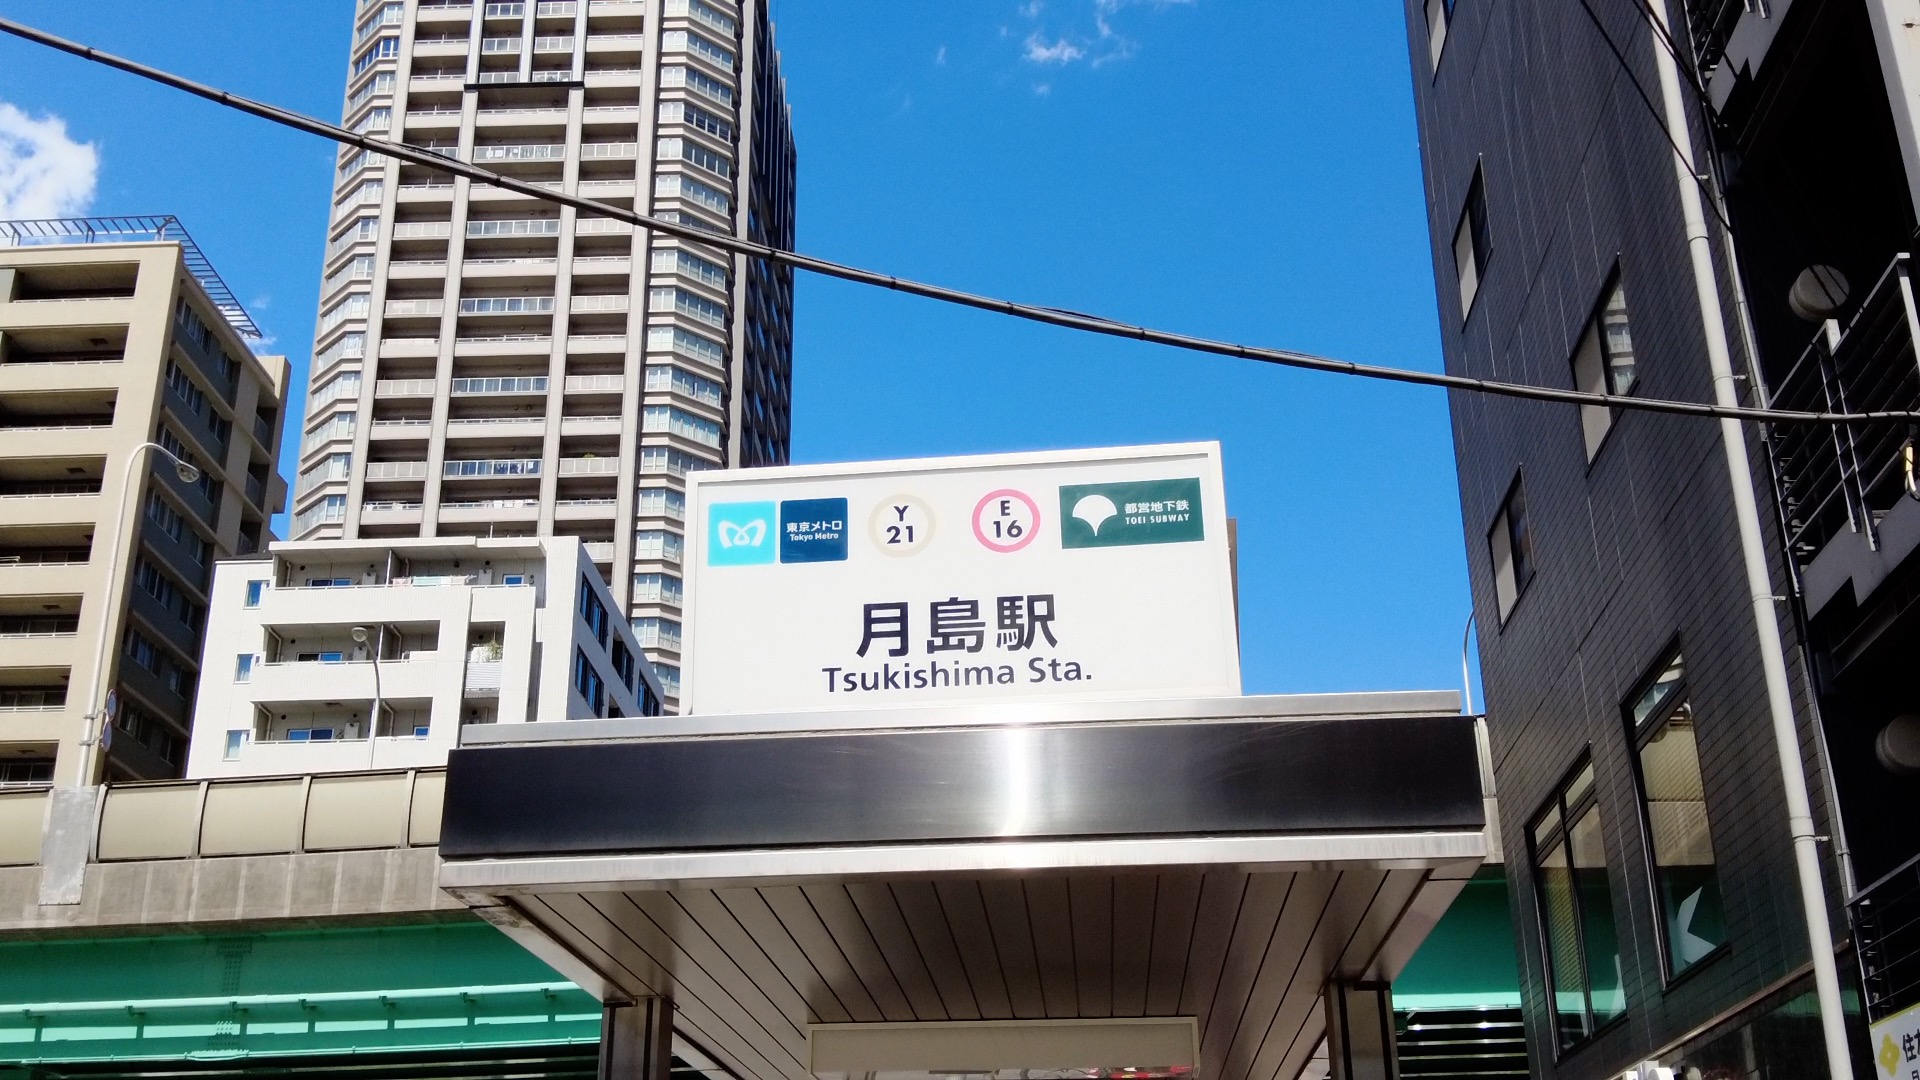 東京メトロ
Tokyo Metro
Y
21
E
16
都営地下鉄
TOEI SUBWAY
月島駅
Tsukishima Sta.
住